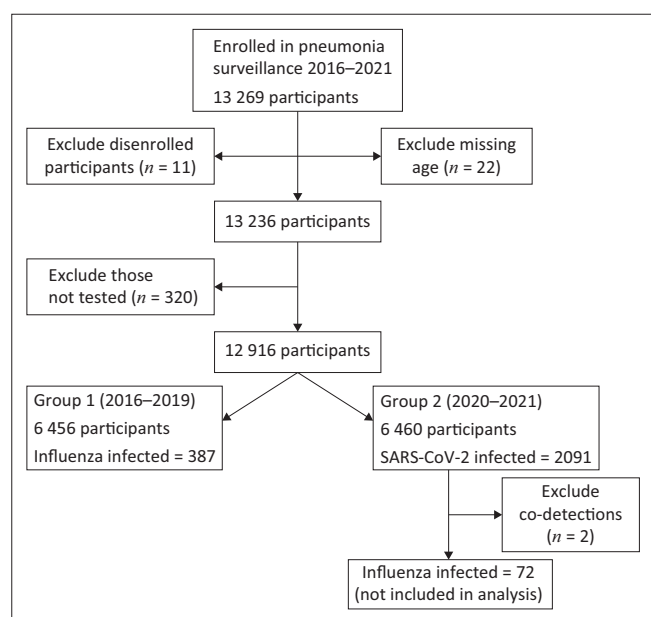 Enrolled in pneumonia
surveillance 2016–2021
13 269 participants
Exclude disenrolled
participants (n = 11)
Exclude missing
age (n = 22)
13 236 participants
Exclude those
not tested (n = 320)
12 916 participants
Group 1 (2016–2019)
6 456 participants
Influenza infected = 387
Group 2 (2020–2021)
6 460 participants
SARS-CoV-2 infected = 2091
Exclude
co-detections
(n = 2)
Influenza infected = 72
(not included in analysis)